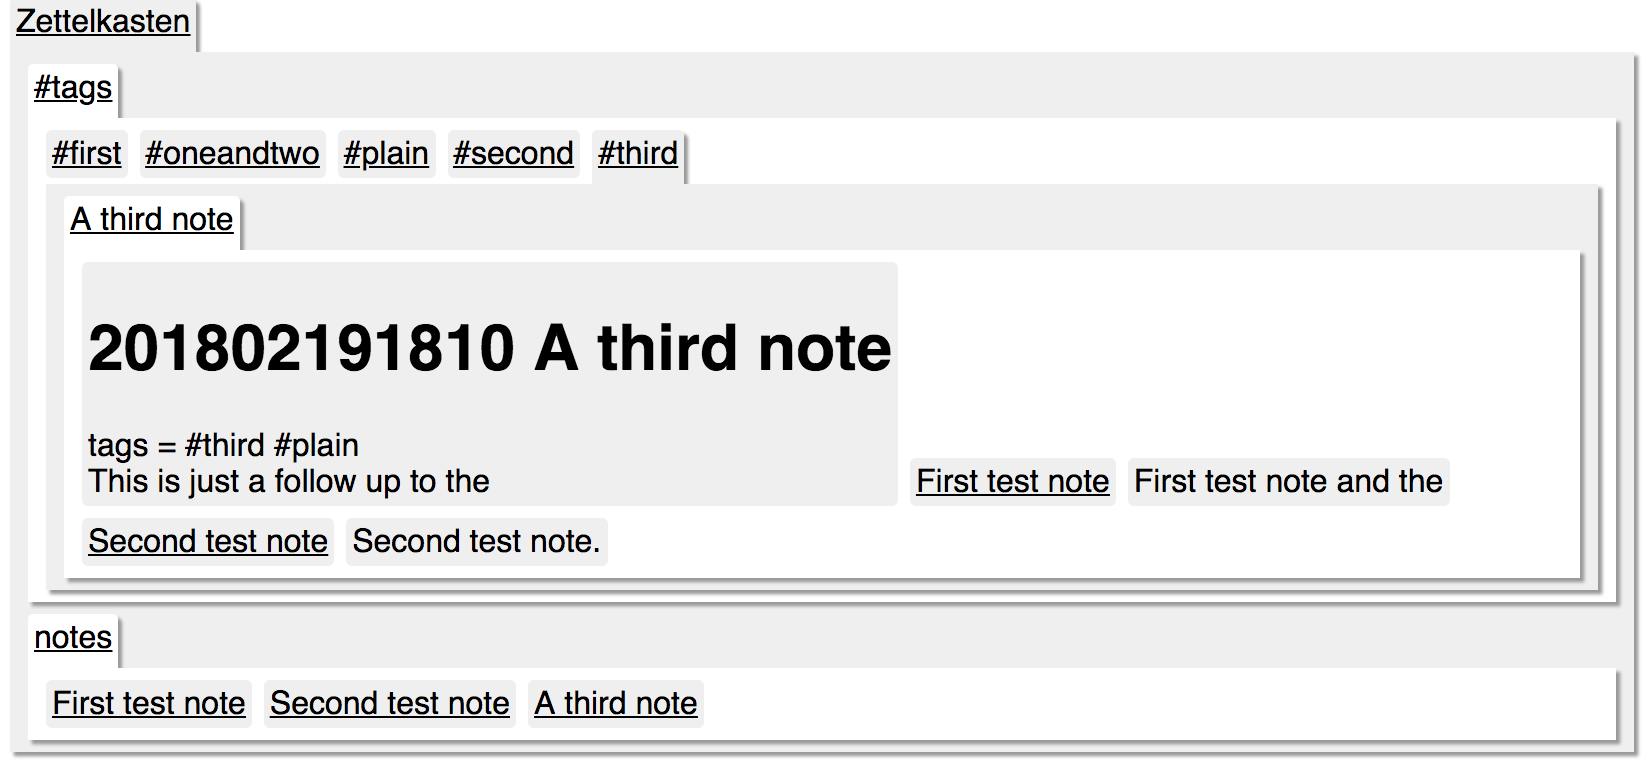 Zettelkasten
#tags
#first #oneandtwo #plain #second #third
A third note
201802191810 A third note
tags = #third #plain
This is just a follow up to the First test note First test note and the
Second test note Second test note.
notes
First test note Second test note A third note